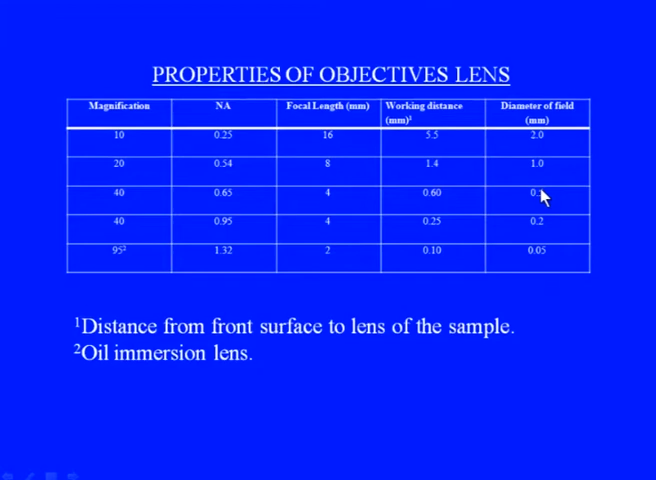 PROPERTIES OF OBJECTIVES LENS
Magnification NA Focal Length (mm) Working distance (mm)¹ Diameter of field (mm)
10 0.25 16 5.5 2.0
20 0.54 8 1.4 1.0
40 0.65 4 0.60
40 0.95 4 0.25 0.2
95² 1.32 2 0.10 0.05
¹Distance from front surface to lens of the sample.
²Oil immersion lens.